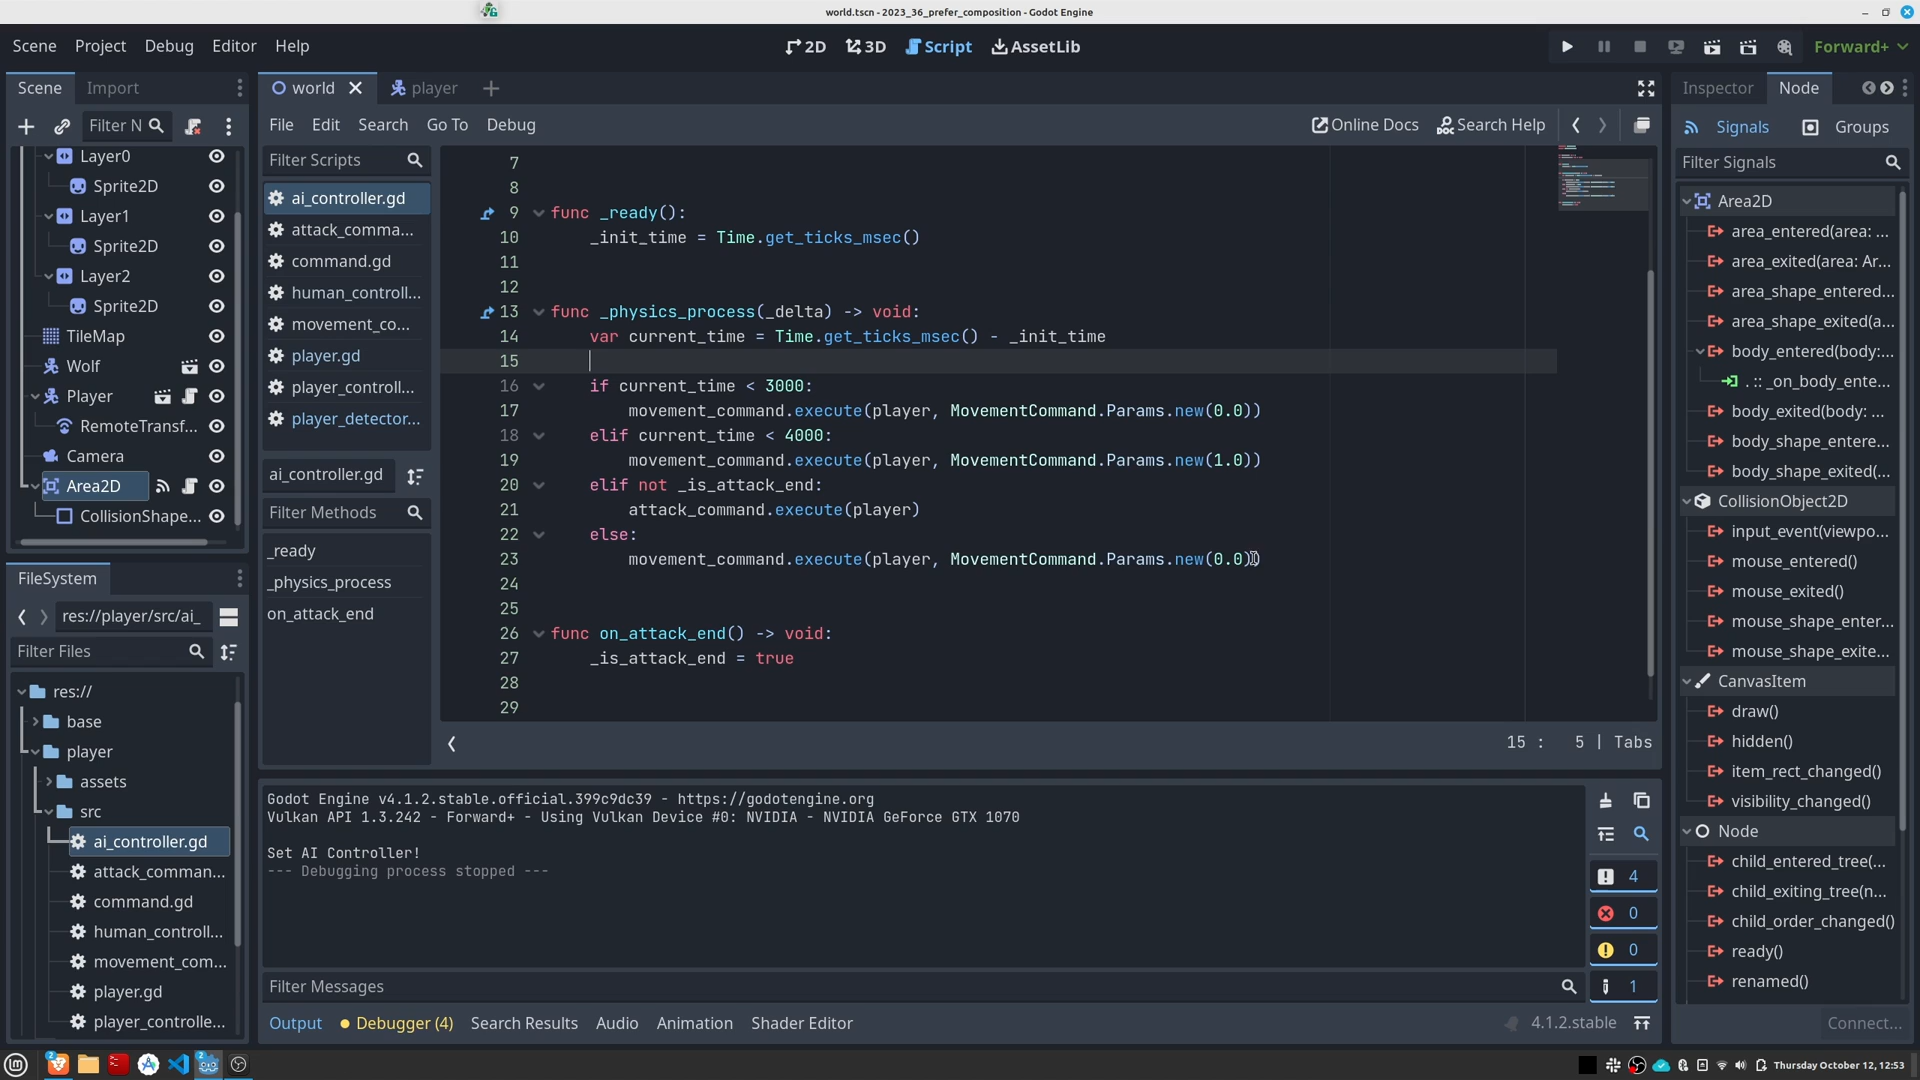 world.tscn - 2023_36_prefer_composition - Godot Engine
Scene Project Debug Editor Help
2D 3D Script AssetLib
Forward+
Scene Import
Filter N
Layer0
Sprite2D
Layer1
Sprite2D
Layer2
Sprite2D
TileMap
Wolf
Player
RemoteTransf...
Camera
Area2D
CollisionShape...
FileSystem
res://player/src/ai_
Filter Files
res://
base
player
assets
src
ai_controller.gd
attack_comman...
command.gd
human_controll...
movement_com...
player.gd
player_controlle...
world player
File Edit Search Go To Debug
Online Docs Search Help
Filter Scripts
ai_controller.gd
attack_comma...
command.gd
human_controll...
movement_co...
player.gd
player_controll...
player_detector...
ai_controller.gd
Filter Methods
_ready
_physics_process
on_attack_end
7
8
9 func _ready():
10 _init_time = Time.get_ticks_msec()
11
12
13 func _physics_process(_delta) -> void:
14 var current_time = Time.get_ticks_msec() - _init_time
15
16 if current_time < 3000:
17 movement_command.execute(player, MovementCommand.Params.new(0.0))
18 elif current_time < 4000:
19 movement_command.execute(player, MovementCommand.Params.new(1.0))
20 elif not _is_attack_end:
21 attack_command.execute(player)
22 else:
23 movement_command.execute(player, MovementCommand.Params.new(0.0))
24
25
26 func on_attack_end() -> void:
27 _is_attack_end = true
28
29
15 : 5 | Tabs
Godot Engine v4.1.2.stable.official.399c9dc39 - https://godotengine.org
Vulkan API 1.3.242 - Forward+ - Using Vulkan Device #0: NVIDIA - NVIDIA GeForce GTX 1070
Set AI Controller!
--- Debugging process stopped ---
4
0
0
1
Filter Messages
Output Debugger (4) Search Results Audio Animation Shader Editor
4.1.2.stable
Inspector Node
Signals Groups
Filter Signals
Area2D
area_entered(area: ...
area_exited(area: Ar...
area_shape_entered...
area_shape_exited(a...
body_entered(body:...
. :: _on_body_ente...
body_exited(body: ...
body_shape_entere...
body_shape_exited(...
CollisionObject2D
input_event(viewpo...
mouse_entered()
mouse_exited()
mouse_shape_enter...
mouse_shape_exite...
CanvasItem
draw()
hidden()
item_rect_changed()
visibility_changed()
Node
child_entered_tree(...
child_exiting_tree(n...
child_order_changed()
ready()
renamed()
Connect...
2
2
Thursday October 12, 12:53